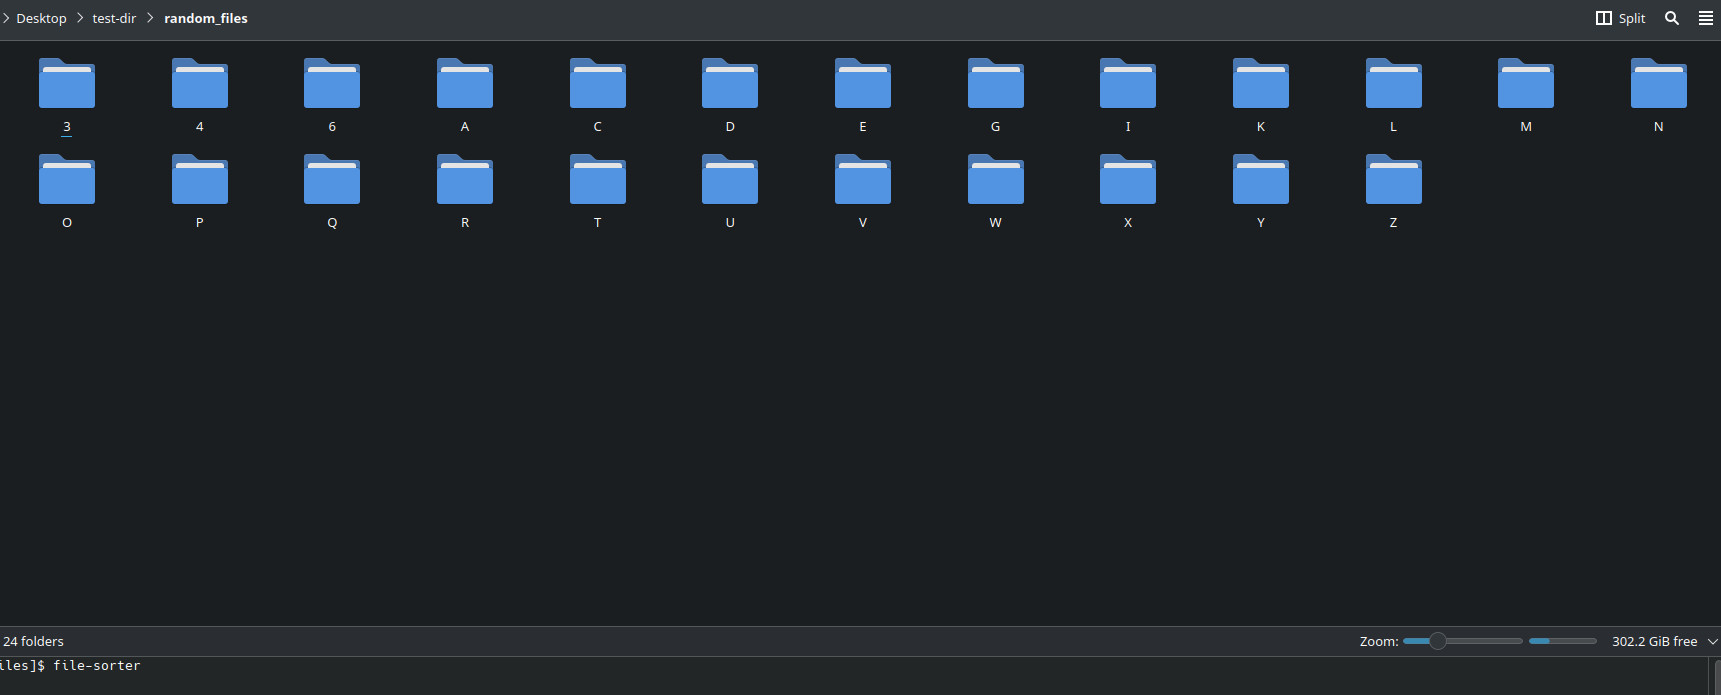 Desktop > test-dir > random_files Split
3 4 6 A C D E G I K L M N
O P Q R T U V W X Y Z
24 folders Zoom: 302.2 GiB free
iles]$ file-sorter